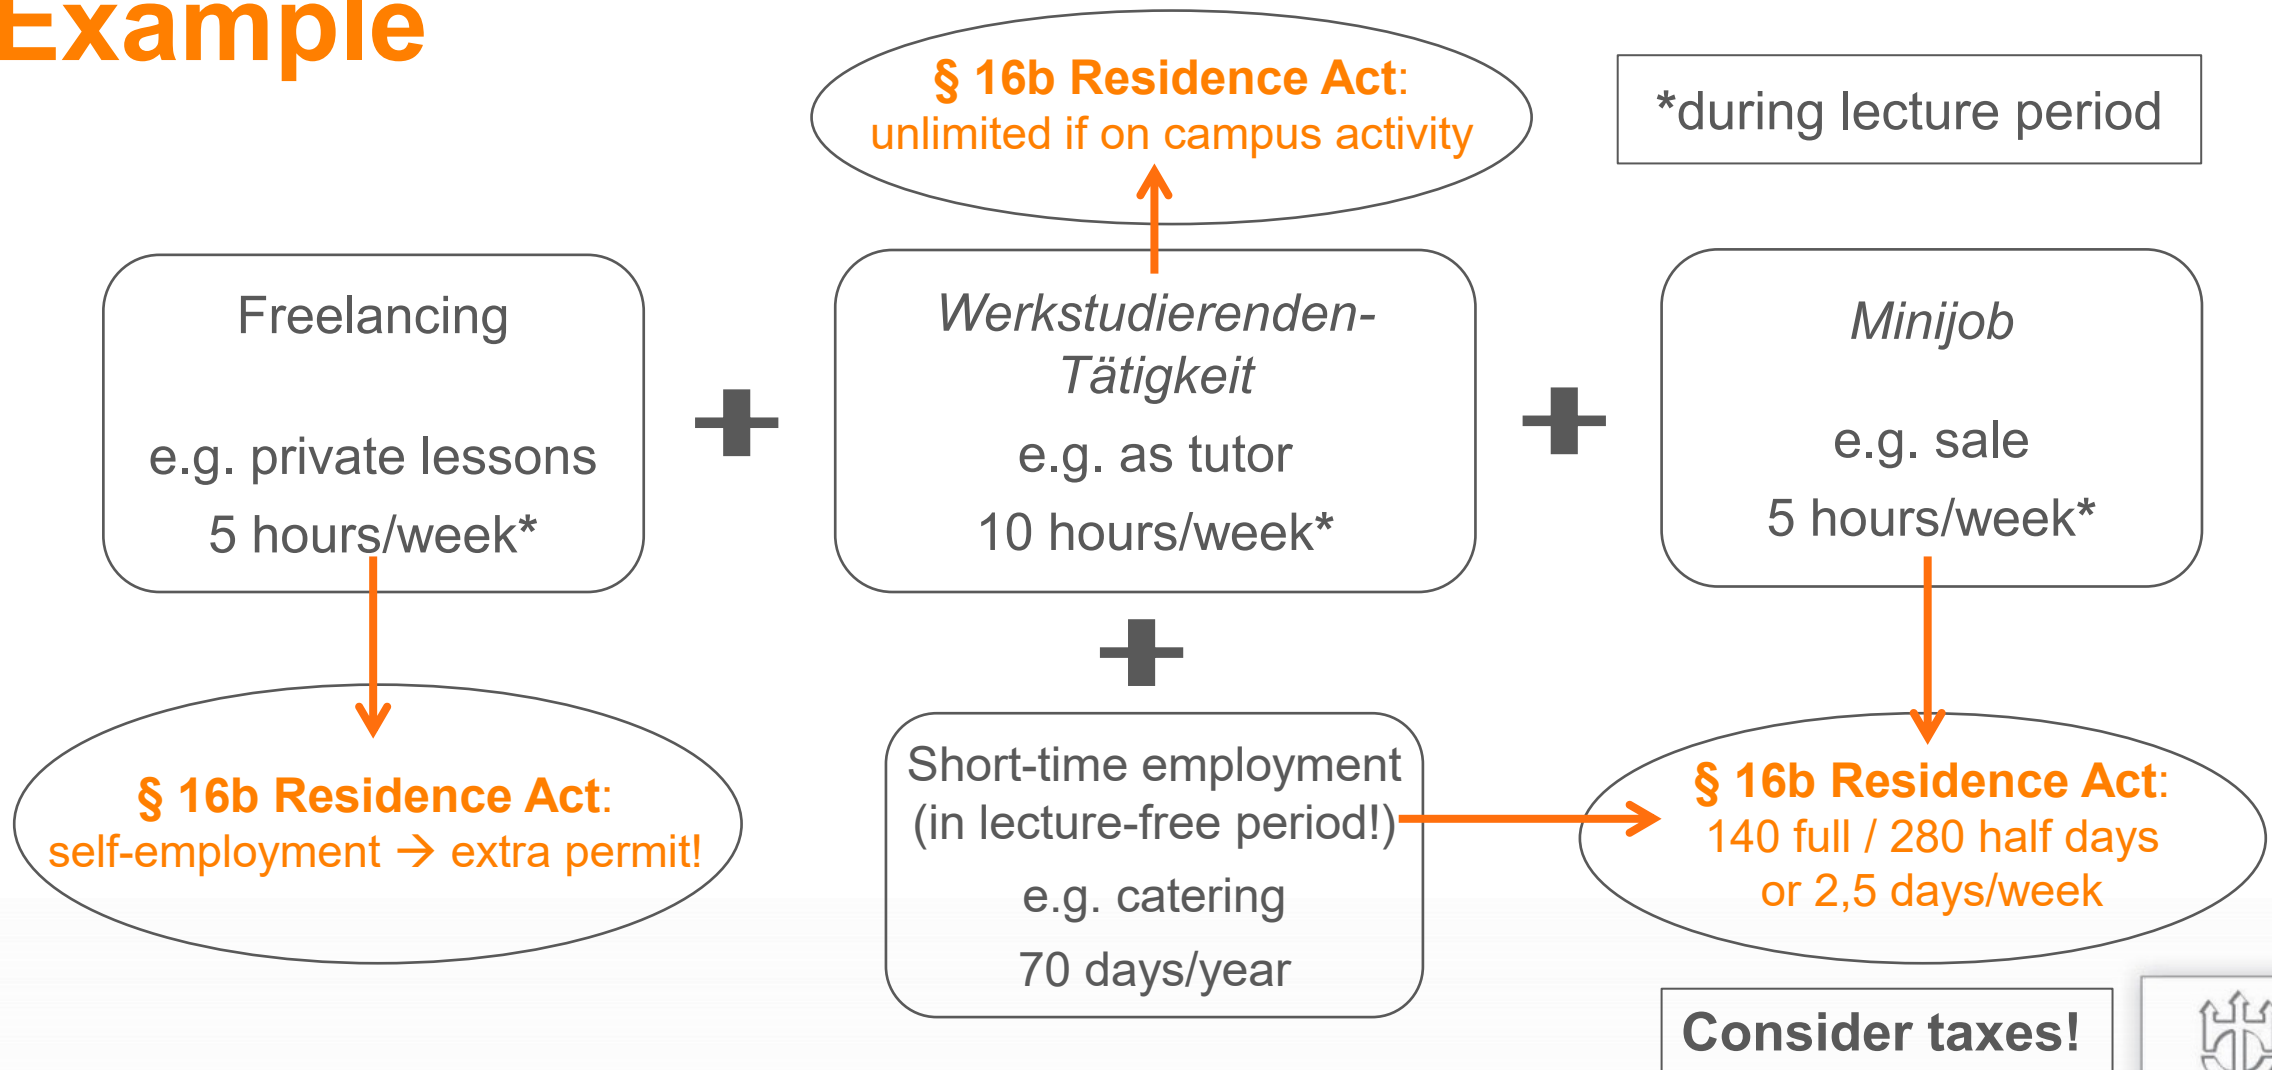 Example
§ 16b Residence Act:
unlimited if on campus activity
*during lecture period
Freelancing
e.g. private lessons
5 hours/week*
Werkstudierenden-
Tätigkeit
e.g. as tutor
10 hours/week*
Minijob
e.g. sale
5 hours/week*
§ 16b Residence Act:
self-employment → extra permit!
Short-time employment
(in lecture-free period!)
e.g. catering
70 days/year
§ 16b Residence Act:
140 full / 280 half days
or 2,5 days/week
Consider taxes!